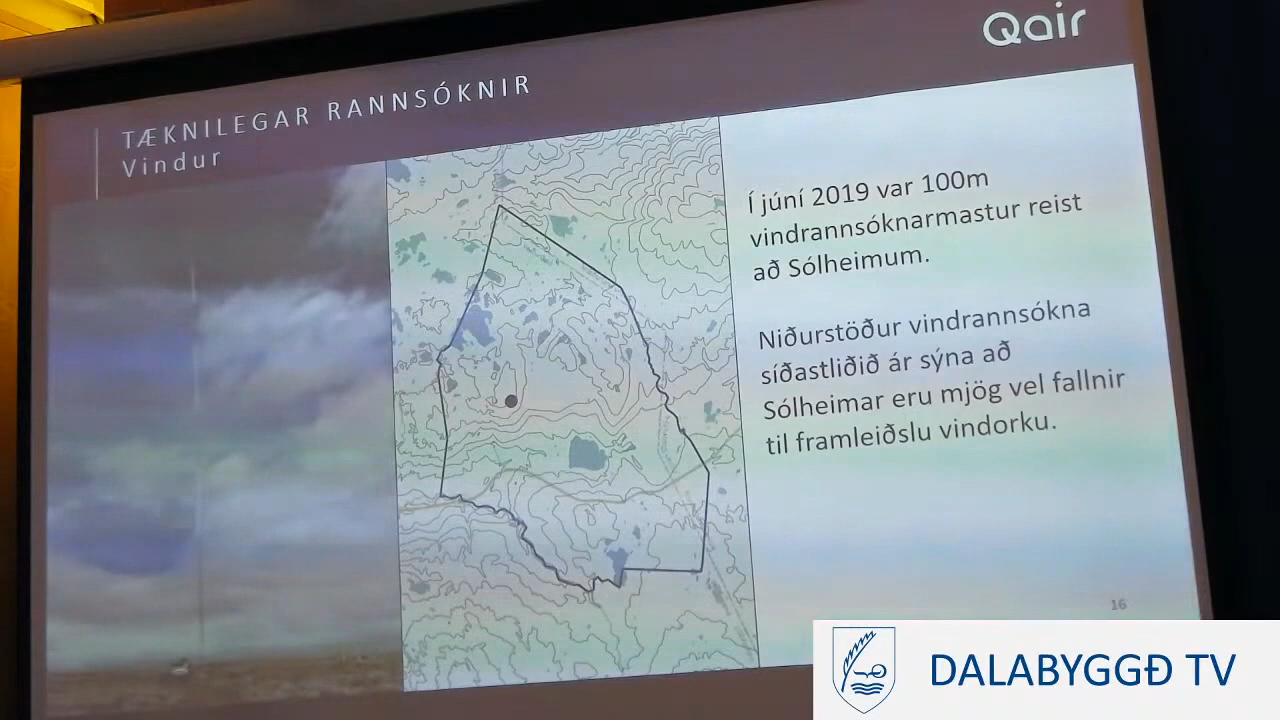 Qair
TÆKNILEGAR RANNSÓKNIR
Vindur
Í júní 2019 var 100m
vindrannsóknarmastur reist
að Sólheimum.
Niðurstöður vindrannsókna
síðastliðið ár sýna að
Sólheimar eru mjög vel fallnir
til framleiðslu vindorku.
16
DALABYGGÐ TV